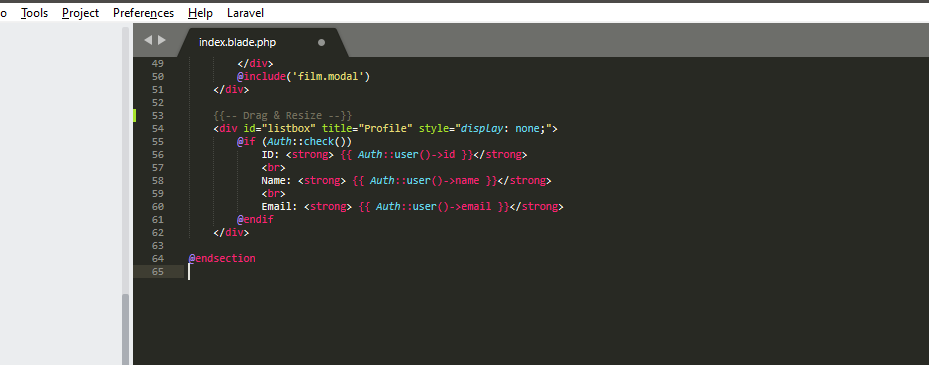 o Tools Project Preferences Help Laravel
index.blade.php
49 </div>
50 @include('film.modal')
51 </div>
52
53 {{-- Drag & Resize --}}
54 <div id="listbox" title="Profile" style="display: none;">
55 @if (Auth::check())
56 ID: <strong> {{ Auth::user()->id }}</strong>
57 <br>
58 Name: <strong> {{ Auth::user()->name }}</strong>
59 <br>
60 Email: <strong> {{ Auth::user()->email }}</strong>
61 @endif
62 </div>
63
64 @endsection
65